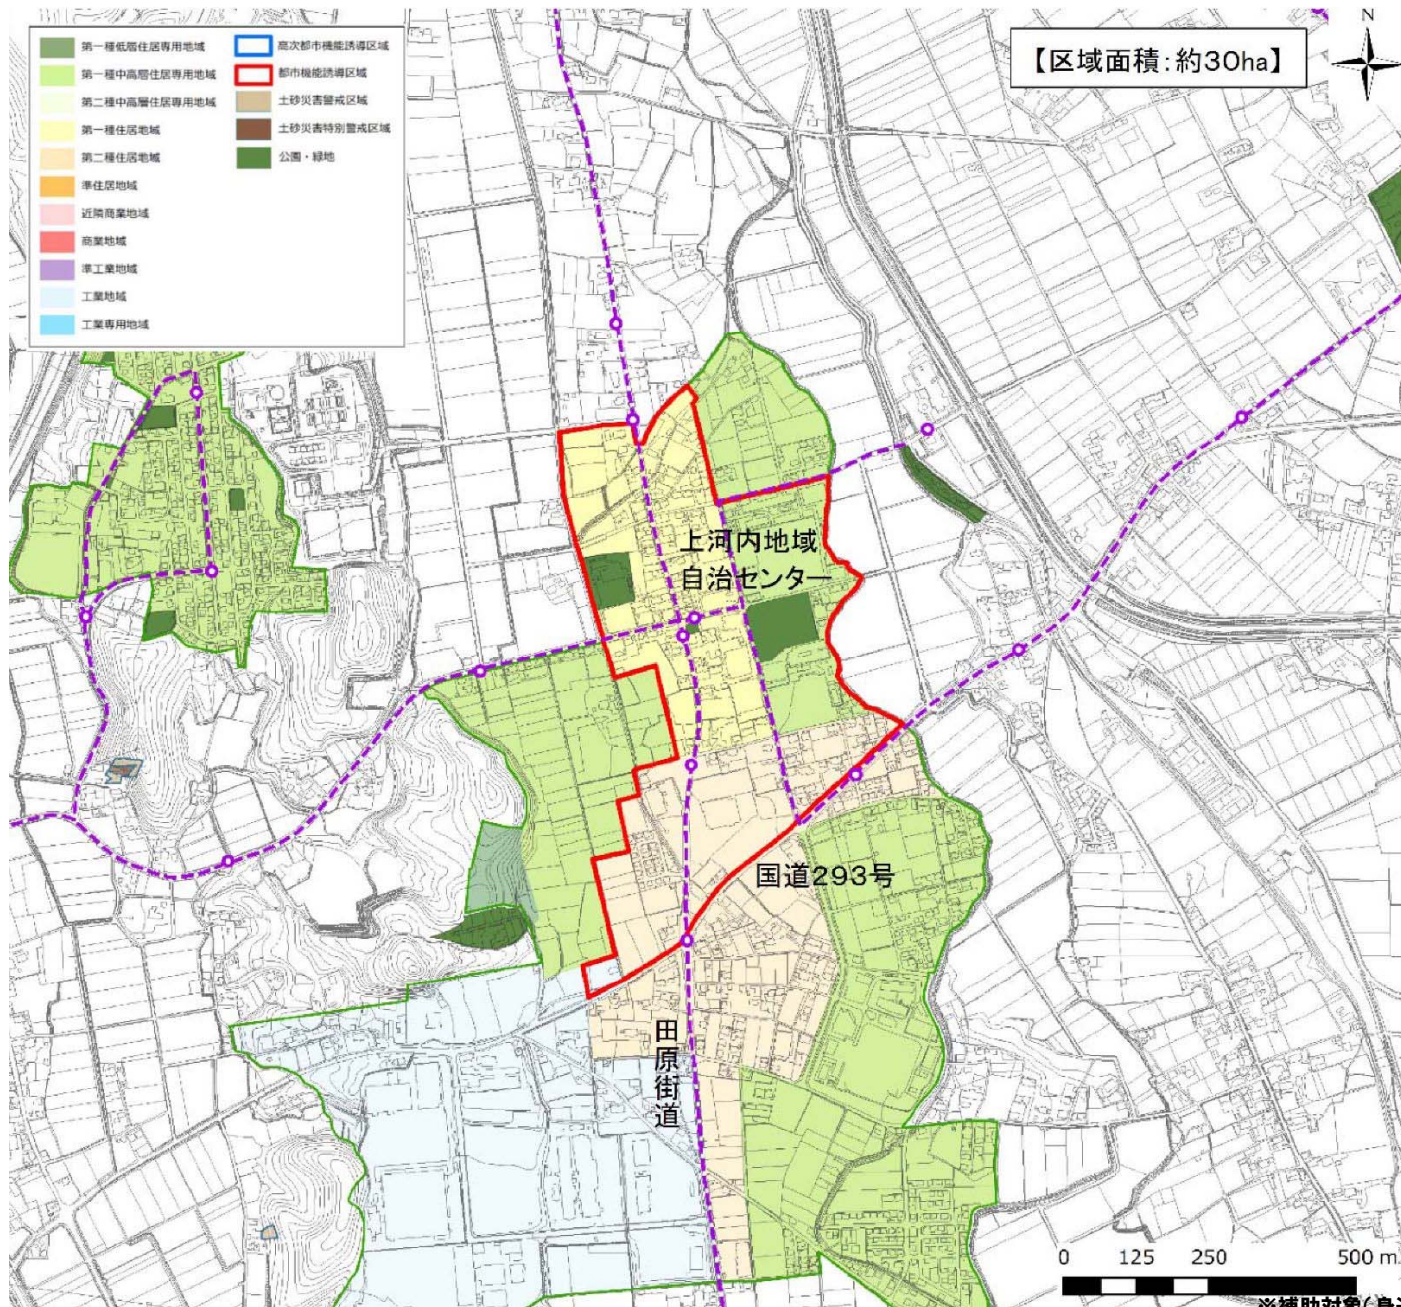 第一種低層住居専用地域
第一種中高層住居専用地域
第二種中高層住居専用地域
第一種住居地域
第二種住居地域
準住居地域
近隣商業地域
商業地域
準工業地域
工業地域
工業専用地域
高次都市機能誘導区域
都市機能誘導区域
土砂災害警戒区域
土砂災害特別警戒区域
公園・緑地
【区域面積:約30ha】
N
上河内地域
自治センター
国道293号
田原街道
0 125 250 500 m
※補助対象(